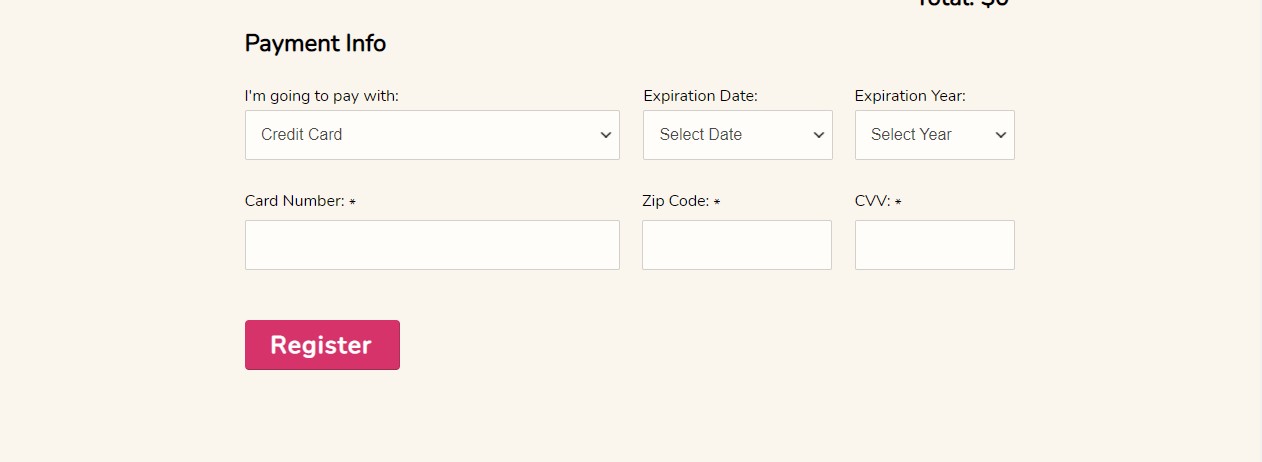 Total: $0
Payment Info
I'm going to pay with:
Expiration Date:
Expiration Year:
Credit Card
Select Date
Select Year
Card Number: *
Zip Code: *
CVV: *
Register